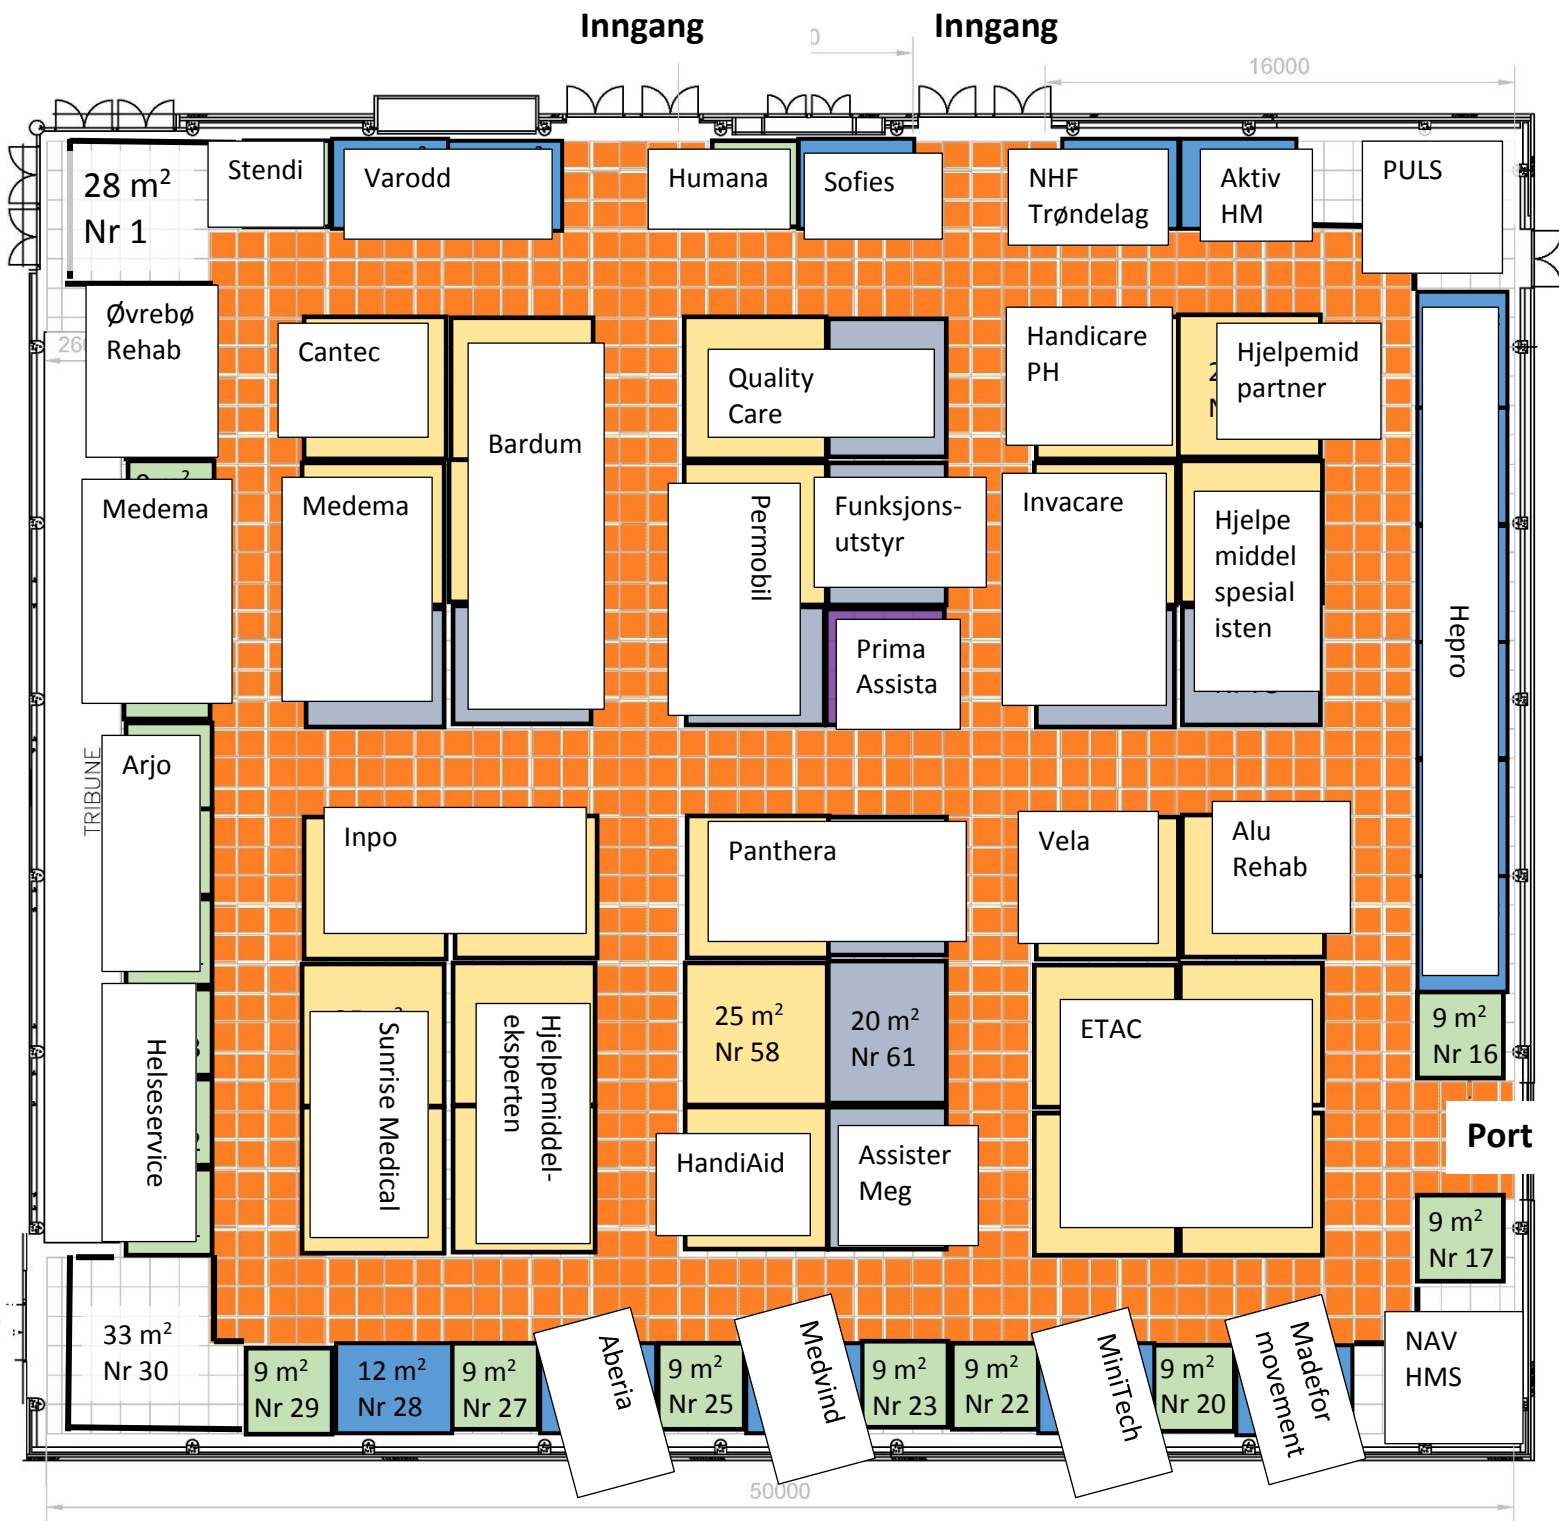 Inngang
Inngang
0
16000
28 m²
Nr 1
Stendi
Varodd
Humana
Sofies
NHF
Trøndelag
Aktiv
HM
PULS
Øvrebø
Rehab
Cantec
Bardum
Quality
Care
Handicare
PH
Hjelpemid
partner
Medema
Medema
Permobil
Funksjons-
utstyr
Invacare
Hjelpe
middel
spesial
isten
Prima
Assista
Hepro
TRIBUNE
Arjo
Inpo
Panthera
Vela
Alu
Rehab
Helseservice
Sunrise Medical
Hjelpemiddel-
eksperten
25 m²
Nr 58
20 m²
Nr 61
ETAC
9 m²
Nr 16
Port
HandiAid
Assister
Meg
9 m²
Nr 17
33 m²
Nr 30
9 m²
Nr 29
12 m²
Nr 28
9 m²
Nr 27
Aberia
9 m²
Nr 25
Medvind
9 m²
Nr 23
9 m²
Nr 22
MiniTech
9 m²
Nr 20
Madefor
movement
NAV
HMS
50000